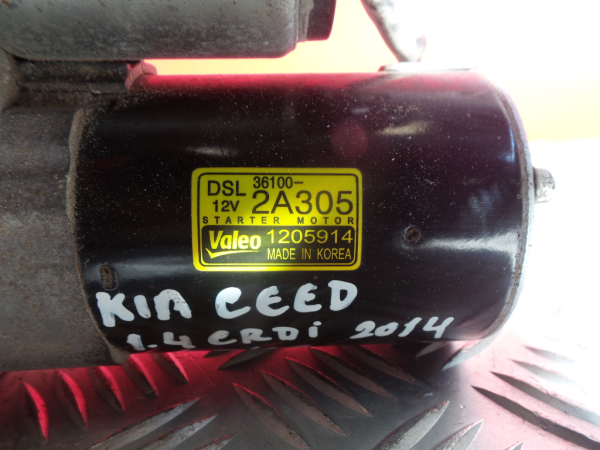 DSL 36100-
12V 2A305
STARTER MOTOR
Valeo 1205914
MADE IN KOREA
KIA CEED
1.4 CRDi 2014